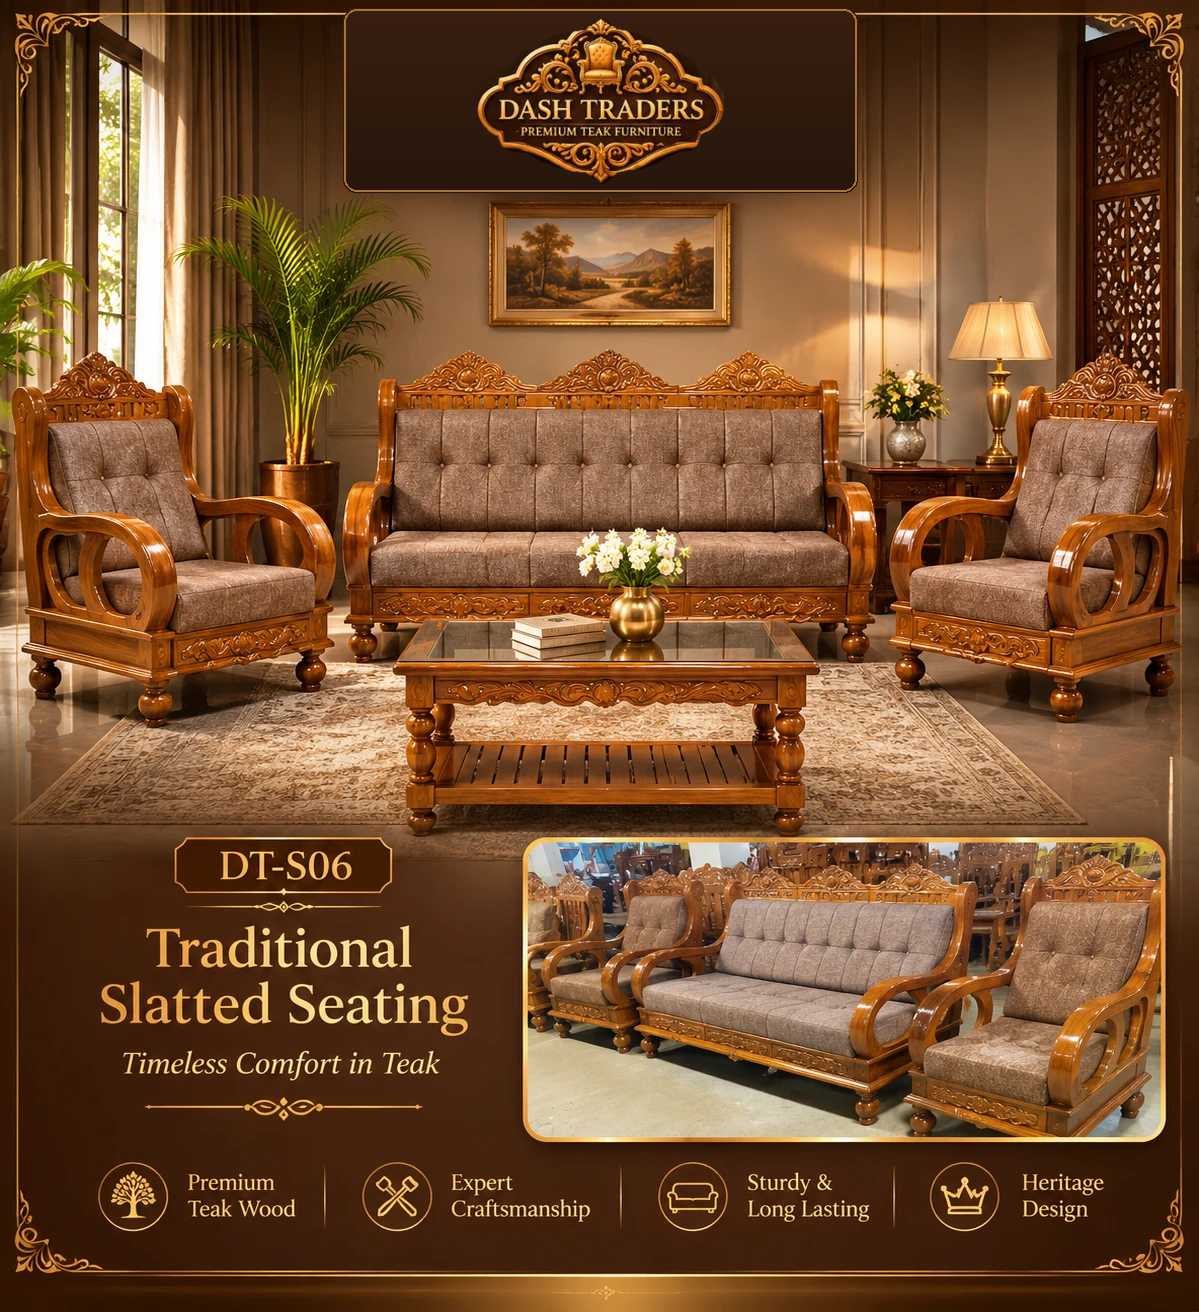 DASH TRADERS
PREMIUM TEAK FURNITURE
DT-S06
Traditional
Slatted Seating
Timeless Comfort in Teak
Premium
Teak Wood
Expert
Craftsmanship
Sturdy &
Long Lasting
Heritage
Design